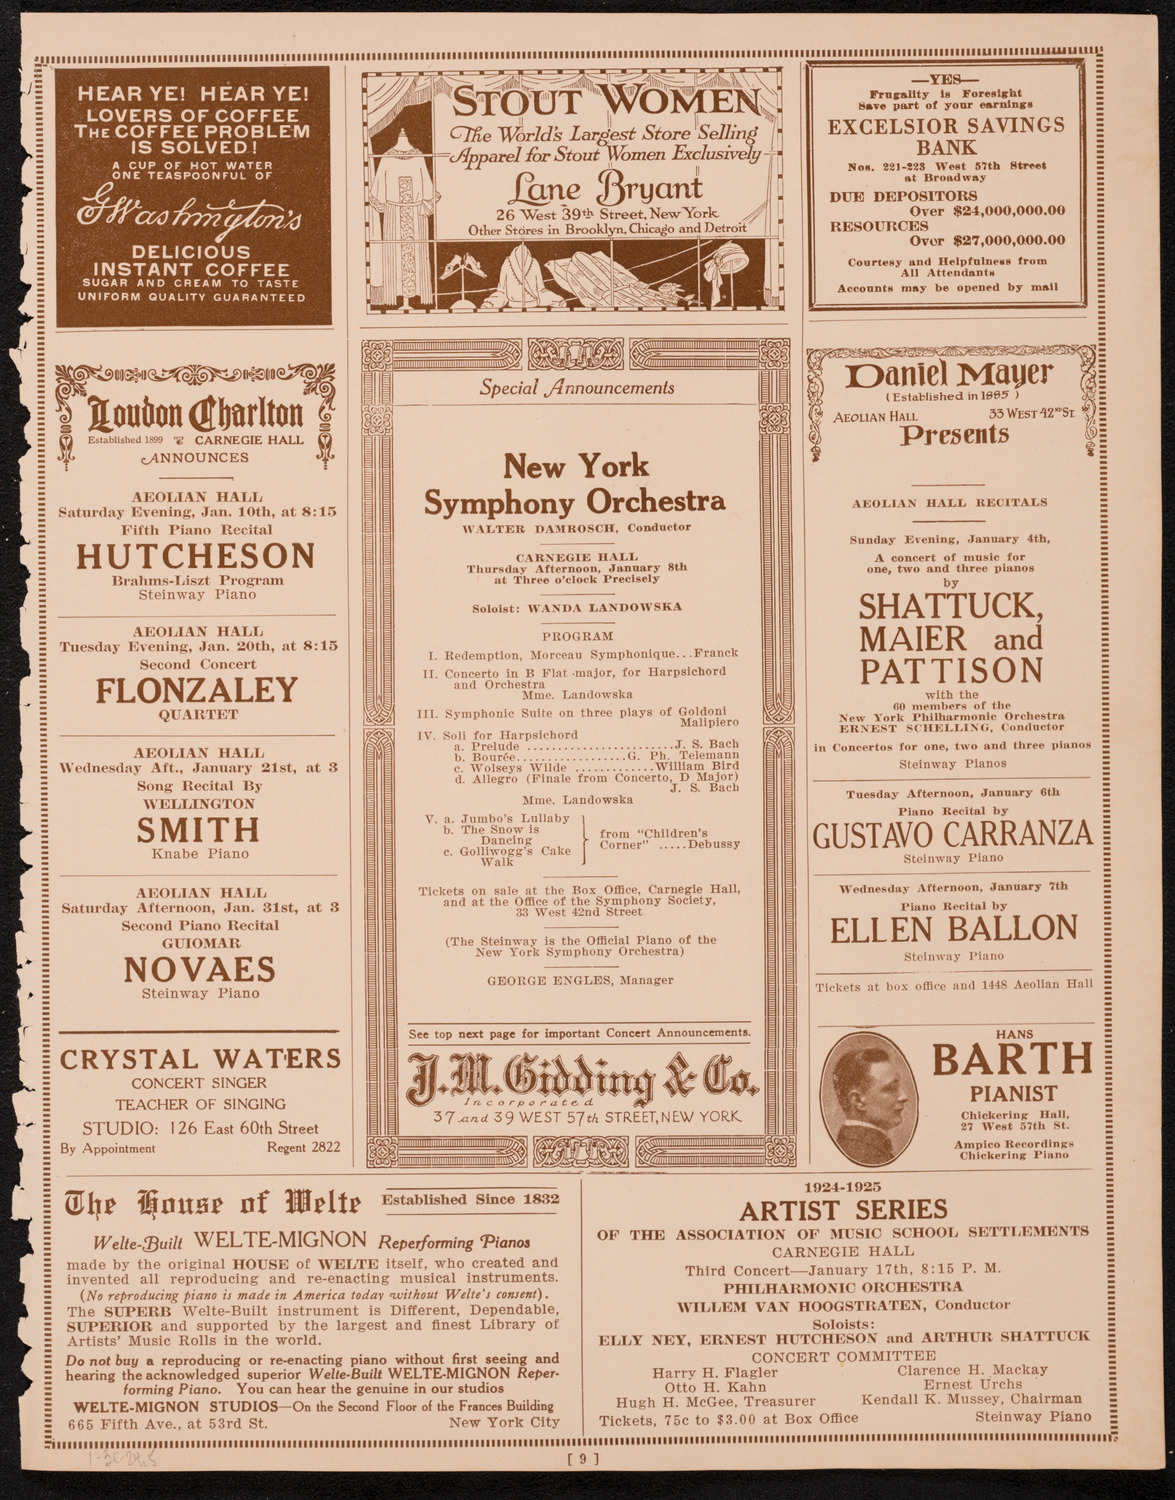 HEAR YE! HEAR YE!
LOVERS OF COFFEE
THE COFFEE PROBLEM
IS SOLVED!
A CUP OF HOT WATER
ONE TEASPOONFUL OF
G Washington's
DELICIOUS
INSTANT COFFEE
SUGAR AND CREAM TO TASTE
UNIFORM QUALITY GUARANTEED
STOUT WOMEN
The World's Largest Store Selling
Apparel for Stout Women Exclusively
Lane Bryant
26 West 39th Street, New York
Other Stores in Brooklyn, Chicago and Detroit
—YES—
Frugality is Foresight
Save part of your earnings
EXCELSIOR SAVINGS
BANK
Nos. 221-223 West 57th Street
at Broadway
DUE DEPOSITORS
Over $24,000,000.00
RESOURCES
Over $27,000,000.00
Courtesy and Helpfulness from
All Attendants
Accounts may be opened by mail
Loudon Charlton
Established 1899 CARNEGIE HALL
ANNOUNCES
AEOLIAN HALL
Saturday Evening, Jan. 10th, at 8:15
Fifth Piano Recital
HUTCHESON
Brahms-Liszt Program
Steinway Piano
AEOLIAN HALL
Tuesday Evening, Jan. 20th, at 8:15
Second Concert
FLONZALEY
QUARTET
AEOLIAN HALL
Wednesday Aft., January 21st, at 3
Song Recital By
WELLINGTON
SMITH
Knabe Piano
AEOLIAN HALL
Saturday Afternoon, Jan. 31st, at 3
Second Piano Recital
GUIOMAR
NOVAES
Steinway Piano
CRYSTAL WATERS
CONCERT SINGER
TEACHER OF SINGING
STUDIO: 126 East 60th Street
By Appointment Regent 2822
Special Announcements
New York
Symphony Orchestra
WALTER DAMROSCH, Conductor
CARNEGIE HALL
Thursday Afternoon, January 8th
at Three o'clock Precisely
Soloist: WANDA LANDOWSKA
PROGRAM
I. Redemption, Morceau Symphonique...Franck
II. Concerto in B Flat major, for Harpsichord
and Orchestra
Mme. Landowska
III. Symphonic Suite on three plays of Goldoni
Malipiero
IV. Soli for Harpsichord
a. Prelude ........................J. S. Bach
b. Bourée..................G. Ph. Telemann
c. Wolseys Wilde .............William Bird
d. Allegro (Finale from Concerto, D Major)
J. S. Bach
Mme. Landowska
V. a. Jumbo's Lullaby
b. The Snow is
Dancing
c. Golliwogg's Cake
Walk
from "Children's
Corner" .....Debussy
Tickets on sale at the Box Office, Carnegie Hall,
and at the Office of the Symphony Society,
33 West 42nd Street
(The Steinway is the Official Piano of the
New York Symphony Orchestra)
GEORGE ENGLES, Manager
See top next page for important Concert Announcements.
J. M. Gidding & Co.
Incorporated
37 and 39 WEST 57th STREET, NEW YORK
Daniel Mayer
(Established in 1885)
AEOLIAN HALL 33 WEST 42ND ST.
Presents
AEOLIAN HALL RECITALS
Sunday Evening, January 4th,
A concert of music for
one, two and three pianos
by
SHATTUCK,
MAIER and
PATTISON
with the
60 members of the
New York Philharmonic Orchestra
ERNEST SCHELLING, Conductor
in Concertos for one, two and three pianos
Steinway Pianos
Tuesday Afternoon, January 6th
Piano Recital by
GUSTAVO CARRANZA
Steinway Piano
Wednesday Afternoon, January 7th
Piano Recital by
ELLEN BALLON
Steinway Piano
Tickets at box office and 1448 Aeolian Hall
HANS
BARTH
PIANIST
Chickering Hall,
27 West 57th St.
Ampico Recordings
Chickering Piano
The House of Welte Established Since 1832
Welte-Built WELTE-MIGNON Reperforming Pianos
made by the original HOUSE of WELTE itself, who created and
invented all reproducing and re-enacting musical instruments.
(No reproducing piano is made in America today without Welte's consent).
The SUPERB Welte-Built instrument is Different, Dependable,
SUPERIOR and supported by the largest and finest Library of
Artists' Music Rolls in the world.
Do not buy a reproducing or re-enacting piano without first seeing and
hearing the acknowledged superior Welte-Built WELTE-MIGNON Reper-
forming Piano. You can hear the genuine in our studios
WELTE-MIGNON STUDIOS—On the Second Floor of the Frances Building
665 Fifth Ave., at 53rd St. New York City
1924-1925
ARTIST SERIES
OF THE ASSOCIATION OF MUSIC SCHOOL SETTLEMENTS
CARNEGIE HALL
Third Concert—January 17th, 8:15 P. M.
PHILHARMONIC ORCHESTRA
WILLEM VAN HOOGSTRATEN, Conductor
Soloists:
ELLY NEY, ERNEST HUTCHESON and ARTHUR SHATTUCK
CONCERT COMMITTEE
Harry H. Flagler Clarence H. Mackay
Otto H. Kahn Ernest Urchs
Hugh H. McGee, Treasurer Kendall K. Mussey, Chairman
Tickets, 75c to $3.00 at Box Office Steinway Piano
[ 9 ]